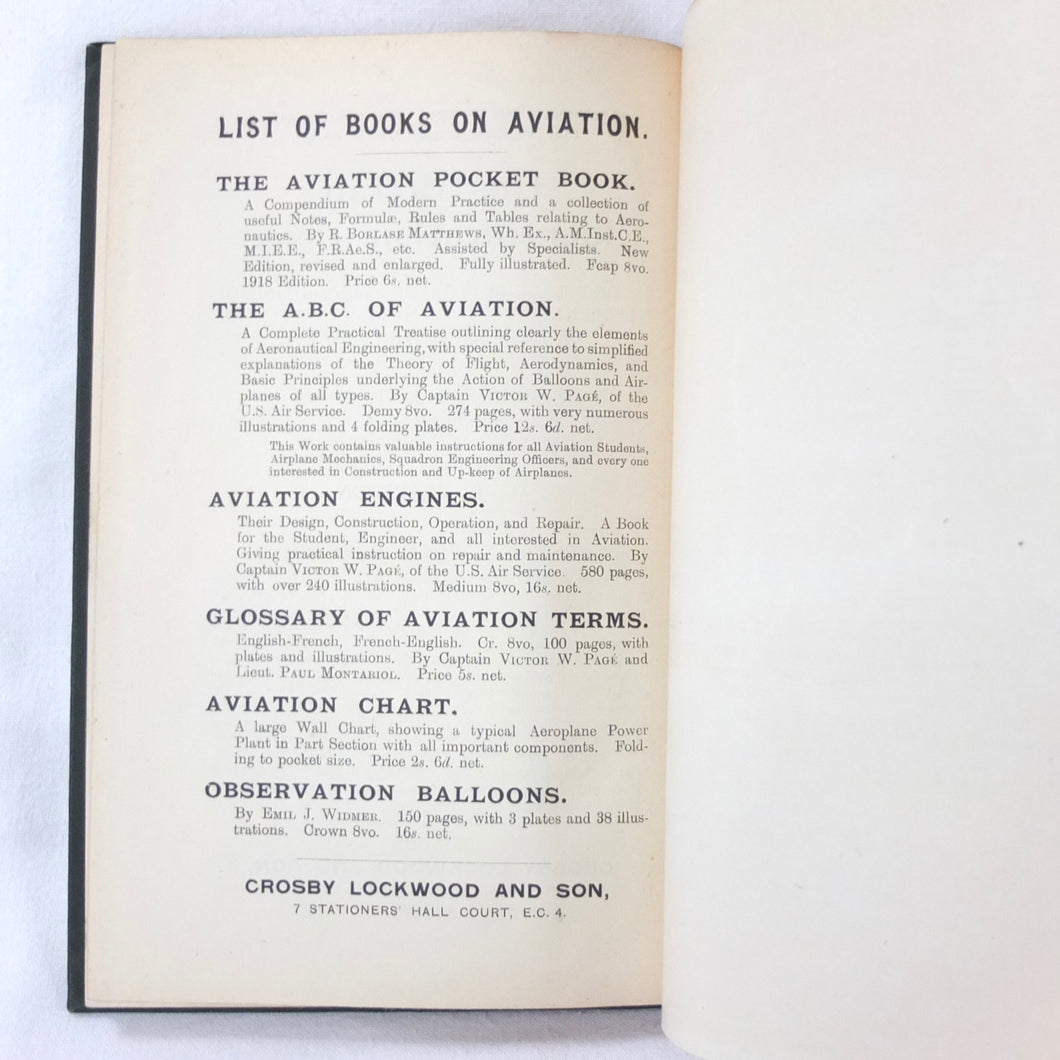 LIST OF BOOKS ON AVIATION.
THE AVIATION POCKET BOOK.
A Compendium of Modern Practice and a collection of
useful Notes, Formulæ, Rules and Tables relating to Aero-
nautics. By R. BORLASE MATTHEWS, Wh. Ex., A.M.Inst.C.E.,
M.I.E.E., F.R.Ae.S., etc. Assisted by Specialists. New
Edition, revised and enlarged. Fully illustrated. Fcap 8vo.
1918 Edition. Price 6s. net.
THE A.B.C. OF AVIATION.
A Complete Practical Treatise outlining clearly the elements
of Aeronautical Engineering, with special reference to simplified
explanations of the Theory of Flight, Aerodynamics, and
Basic Principles underlying the Action of Balloons and Air-
planes of all types. By Captain VICTOR W. PAGÉ, of the
U.S. Air Service. Demy 8vo. 274 pages, with very numerous
illustrations and 4 folding plates. Price 12s. 6d. net.
This Work contains valuable instructions for all Aviation Students,
Airplane Mechanics, Squadron Engineering Officers, and every one
interested in Construction and Up-keep of Airplanes.
AVIATION ENGINES.
Their Design, Construction, Operation, and Repair. A Book
for the Student, Engineer, and all interested in Aviation.
Giving practical instruction on repair and maintenance. By
Captain VICTOR W. PAGÉ, of the U.S. Air Service. 580 pages,
with over 240 illustrations. Medium 8vo, 16s. net.
GLOSSARY OF AVIATION TERMS.
English-French, French-English. Cr. 8vo, 100 pages, with
plates and illustrations. By Captain VICTOR W. PAGÉ and
Lieut. PAUL MONTARIOL. Price 5s. net.
AVIATION CHART.
A large Wall Chart, showing a typical Aeroplane Power
Plant in Part Section with all important components. Fold-
ing to pocket size. Price 2s. 6d. net.
OBSERVATION BALLOONS.
By EMIL J. WIDMER. 150 pages, with 3 plates and 38 illus-
trations. Crown 8vo. 16s. net.
CROSBY LOCKWOOD AND SON,
7 STATIONERS' HALL COURT, E.C. 4.